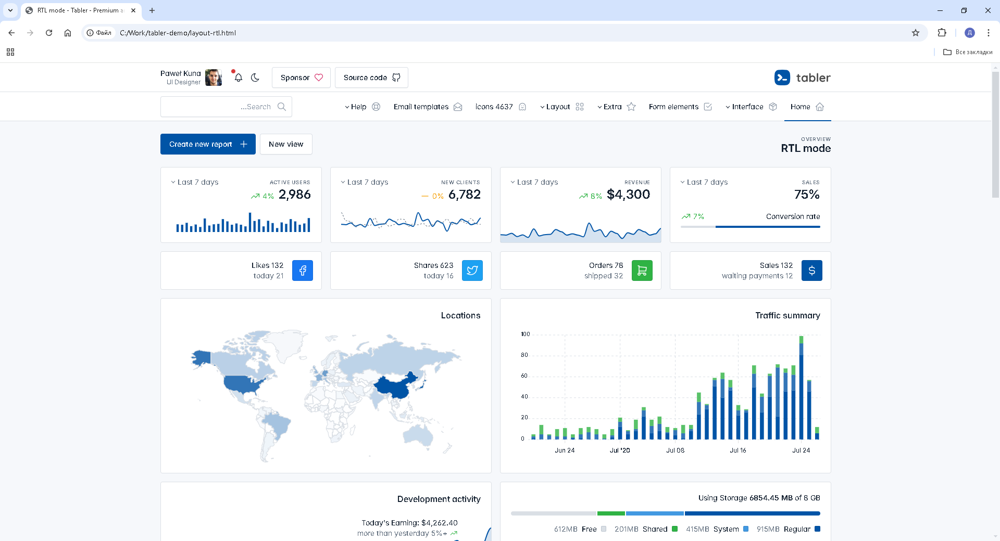 RTL mode - Tabler - Premium a
Файл
C:/Work/tabler-demo/layout-rtl.html
Д
Все закладки
Paweł Kuna
UI Designer
Sponsor
Source code
tabler
...Search
Help
Email templates
icons 4637
Layout
Extra
Form elements
Interface
Home
Create new report
New view
OVERVIEW
RTL mode
Last 7 days
ACTIVE USERS
4%
2,986
Last 7 days
NEW CLIENTS
0%
6,782
Last 7 days
REVENUE
8%
$4,300
Last 7 days
SALES
75%
7%
Conversion rate
Likes 132
today 21
Shares 623
today 16
Orders 78
shipped 32
Sales 132
waiting payments 12
Locations
Traffic summary
100
80
60
40
20
0
Jun 24
Jul '20
Jul 08
Jul 16
Jul 24
Development activity
Today's Earning: $4,262.40
more than yesterday 5%+
Using Storage 6854.45 MB of 8 GB
612MB Free
201MB Shared
415MB System
915MB Regular